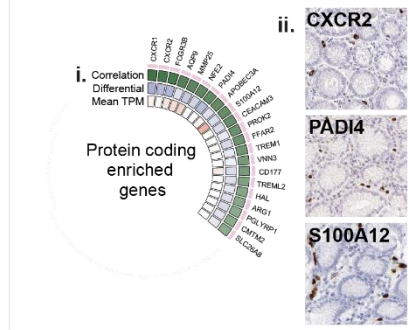 i.
Correlation
Differential
Mean TPM
Protein coding
enriched
genes
CXCR1
CXCR2
FCGR3B
AQP9
MMP25
NFE2
PADI4
APOBEC3A
S100A12
CEACAM3
PROK2
FFAR2
TREM1
VNN3
CD177
TREML2
HAL
ARG1
PGLYRP1
CMTM2
SLC26A8
ii.
CXCR2
PADI4
S100A12